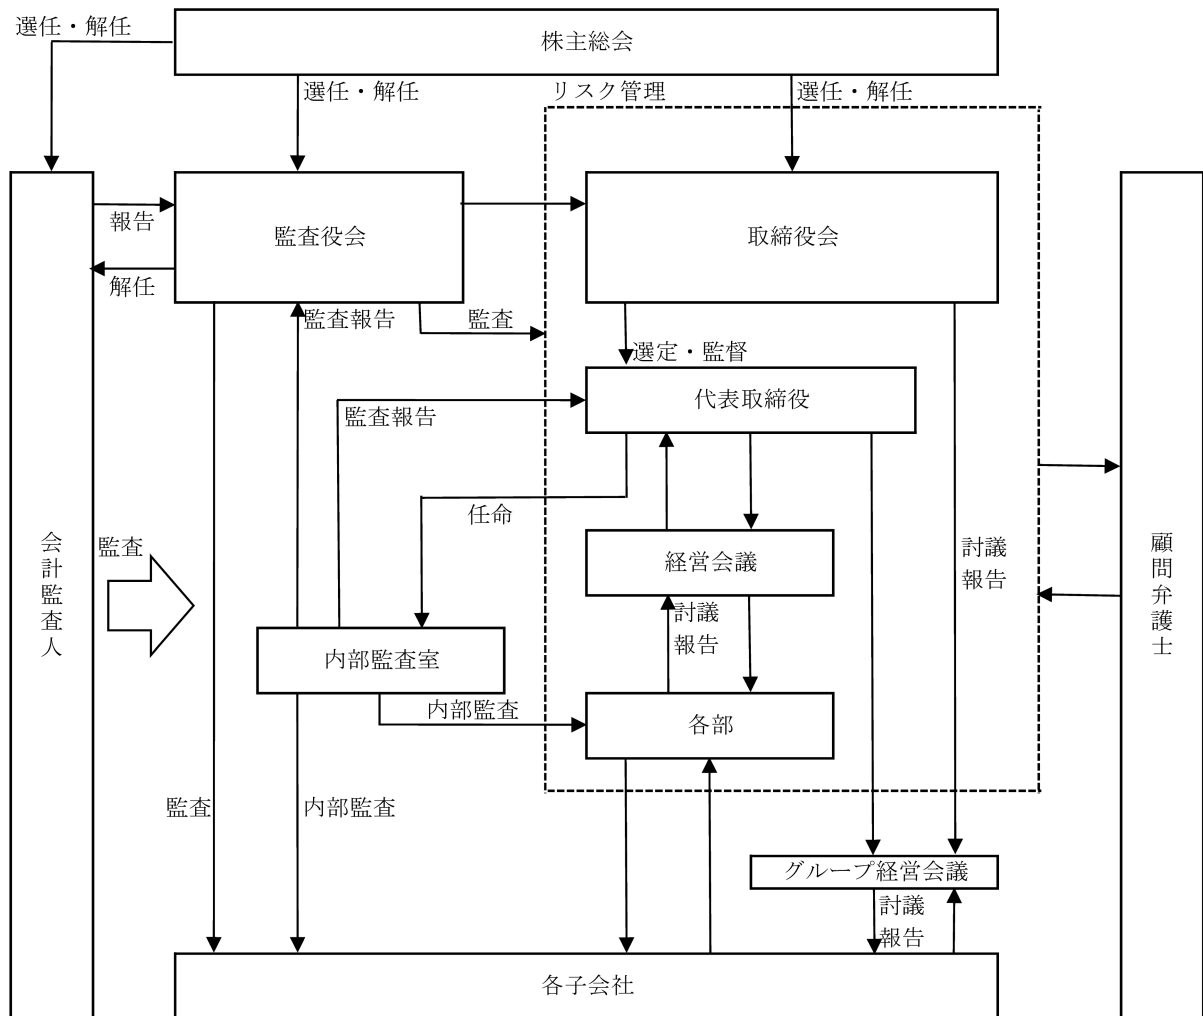 選任・解任
株主総会
選任・解任
リスク管理
選任・解任
報告
監査役会
取締役会
解任
監査報告
監査
選定・監督
代表取締役
監査報告
任命
会計監査人
監査
経営会議
討議
報告
顧問弁護士
討議
報告
内部監査室
内部監査
各部
監査
内部監査
グループ経営会議
討議
報告
各子会社